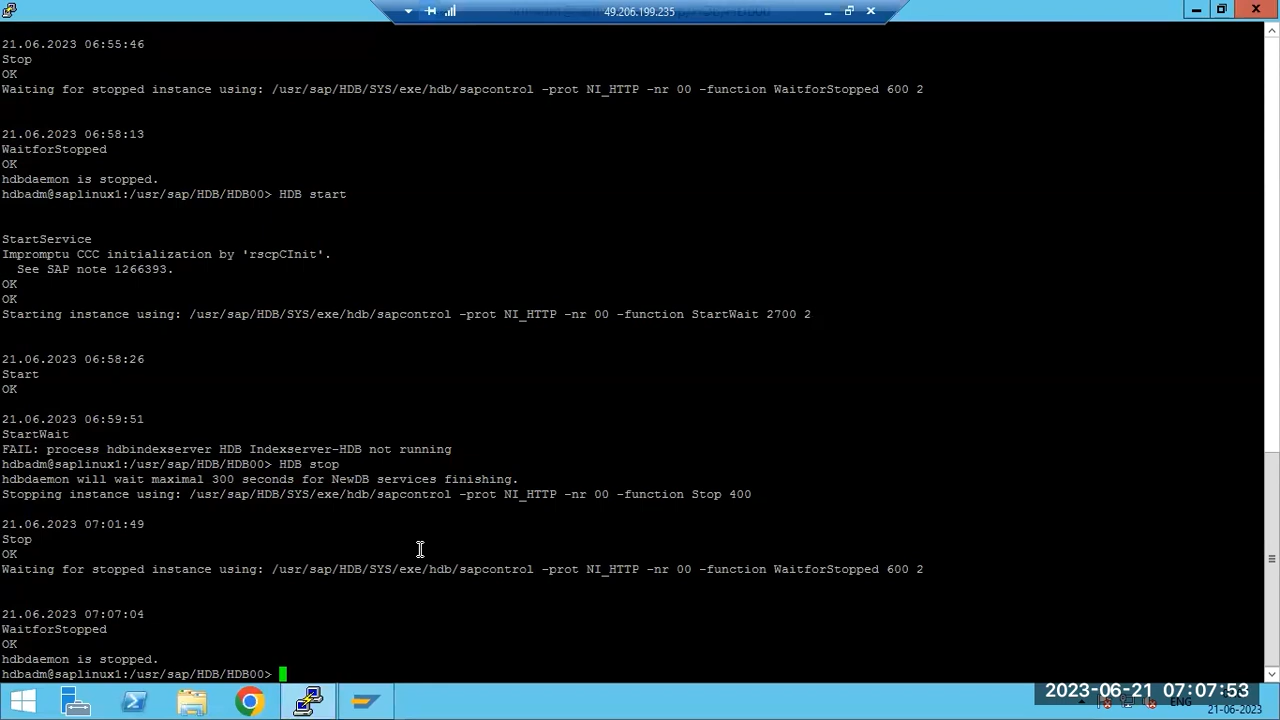 49.206.199.235
21.06.2023 06:55:46
Stop
OK
Waiting for stopped instance using: /usr/sap/HDB/SYS/exe/hdb/sapcontrol -prot NI_HTTP -nr 00 -function WaitforStopped 600 2
21.06.2023 06:58:13
WaitforStopped
OK
hdbdaemon is stopped.
hdbadm@saplinux1:/usr/sap/HDB/HDB00> HDB start
StartService
Impromptu CCC initialization by 'rscpCInit'.
  See SAP note 1266393.
OK
OK
Starting instance using: /usr/sap/HDB/SYS/exe/hdb/sapcontrol -prot NI_HTTP -nr 00 -function StartWait 2700 2
21.06.2023 06:58:26
Start
OK
21.06.2023 06:59:51
StartWait
FAIL: process hdbindexserver HDB Indexserver-HDB not running
hdbadm@saplinux1:/usr/sap/HDB/HDB00> HDB stop
hdbdaemon will wait maximal 300 seconds for NewDB services finishing.
Stopping instance using: /usr/sap/HDB/SYS/exe/hdb/sapcontrol -prot NI_HTTP -nr 00 -function Stop 400
21.06.2023 07:01:49
Stop
OK
Waiting for stopped instance using: /usr/sap/HDB/SYS/exe/hdb/sapcontrol -prot NI_HTTP -nr 00 -function WaitforStopped 600 2
21.06.2023 07:07:04
WaitforStopped
OK
hdbdaemon is stopped.
hdbadm@saplinux1:/usr/sap/HDB/HDB00>
2023-06-21 07:07:53
ENG
21-06-2023